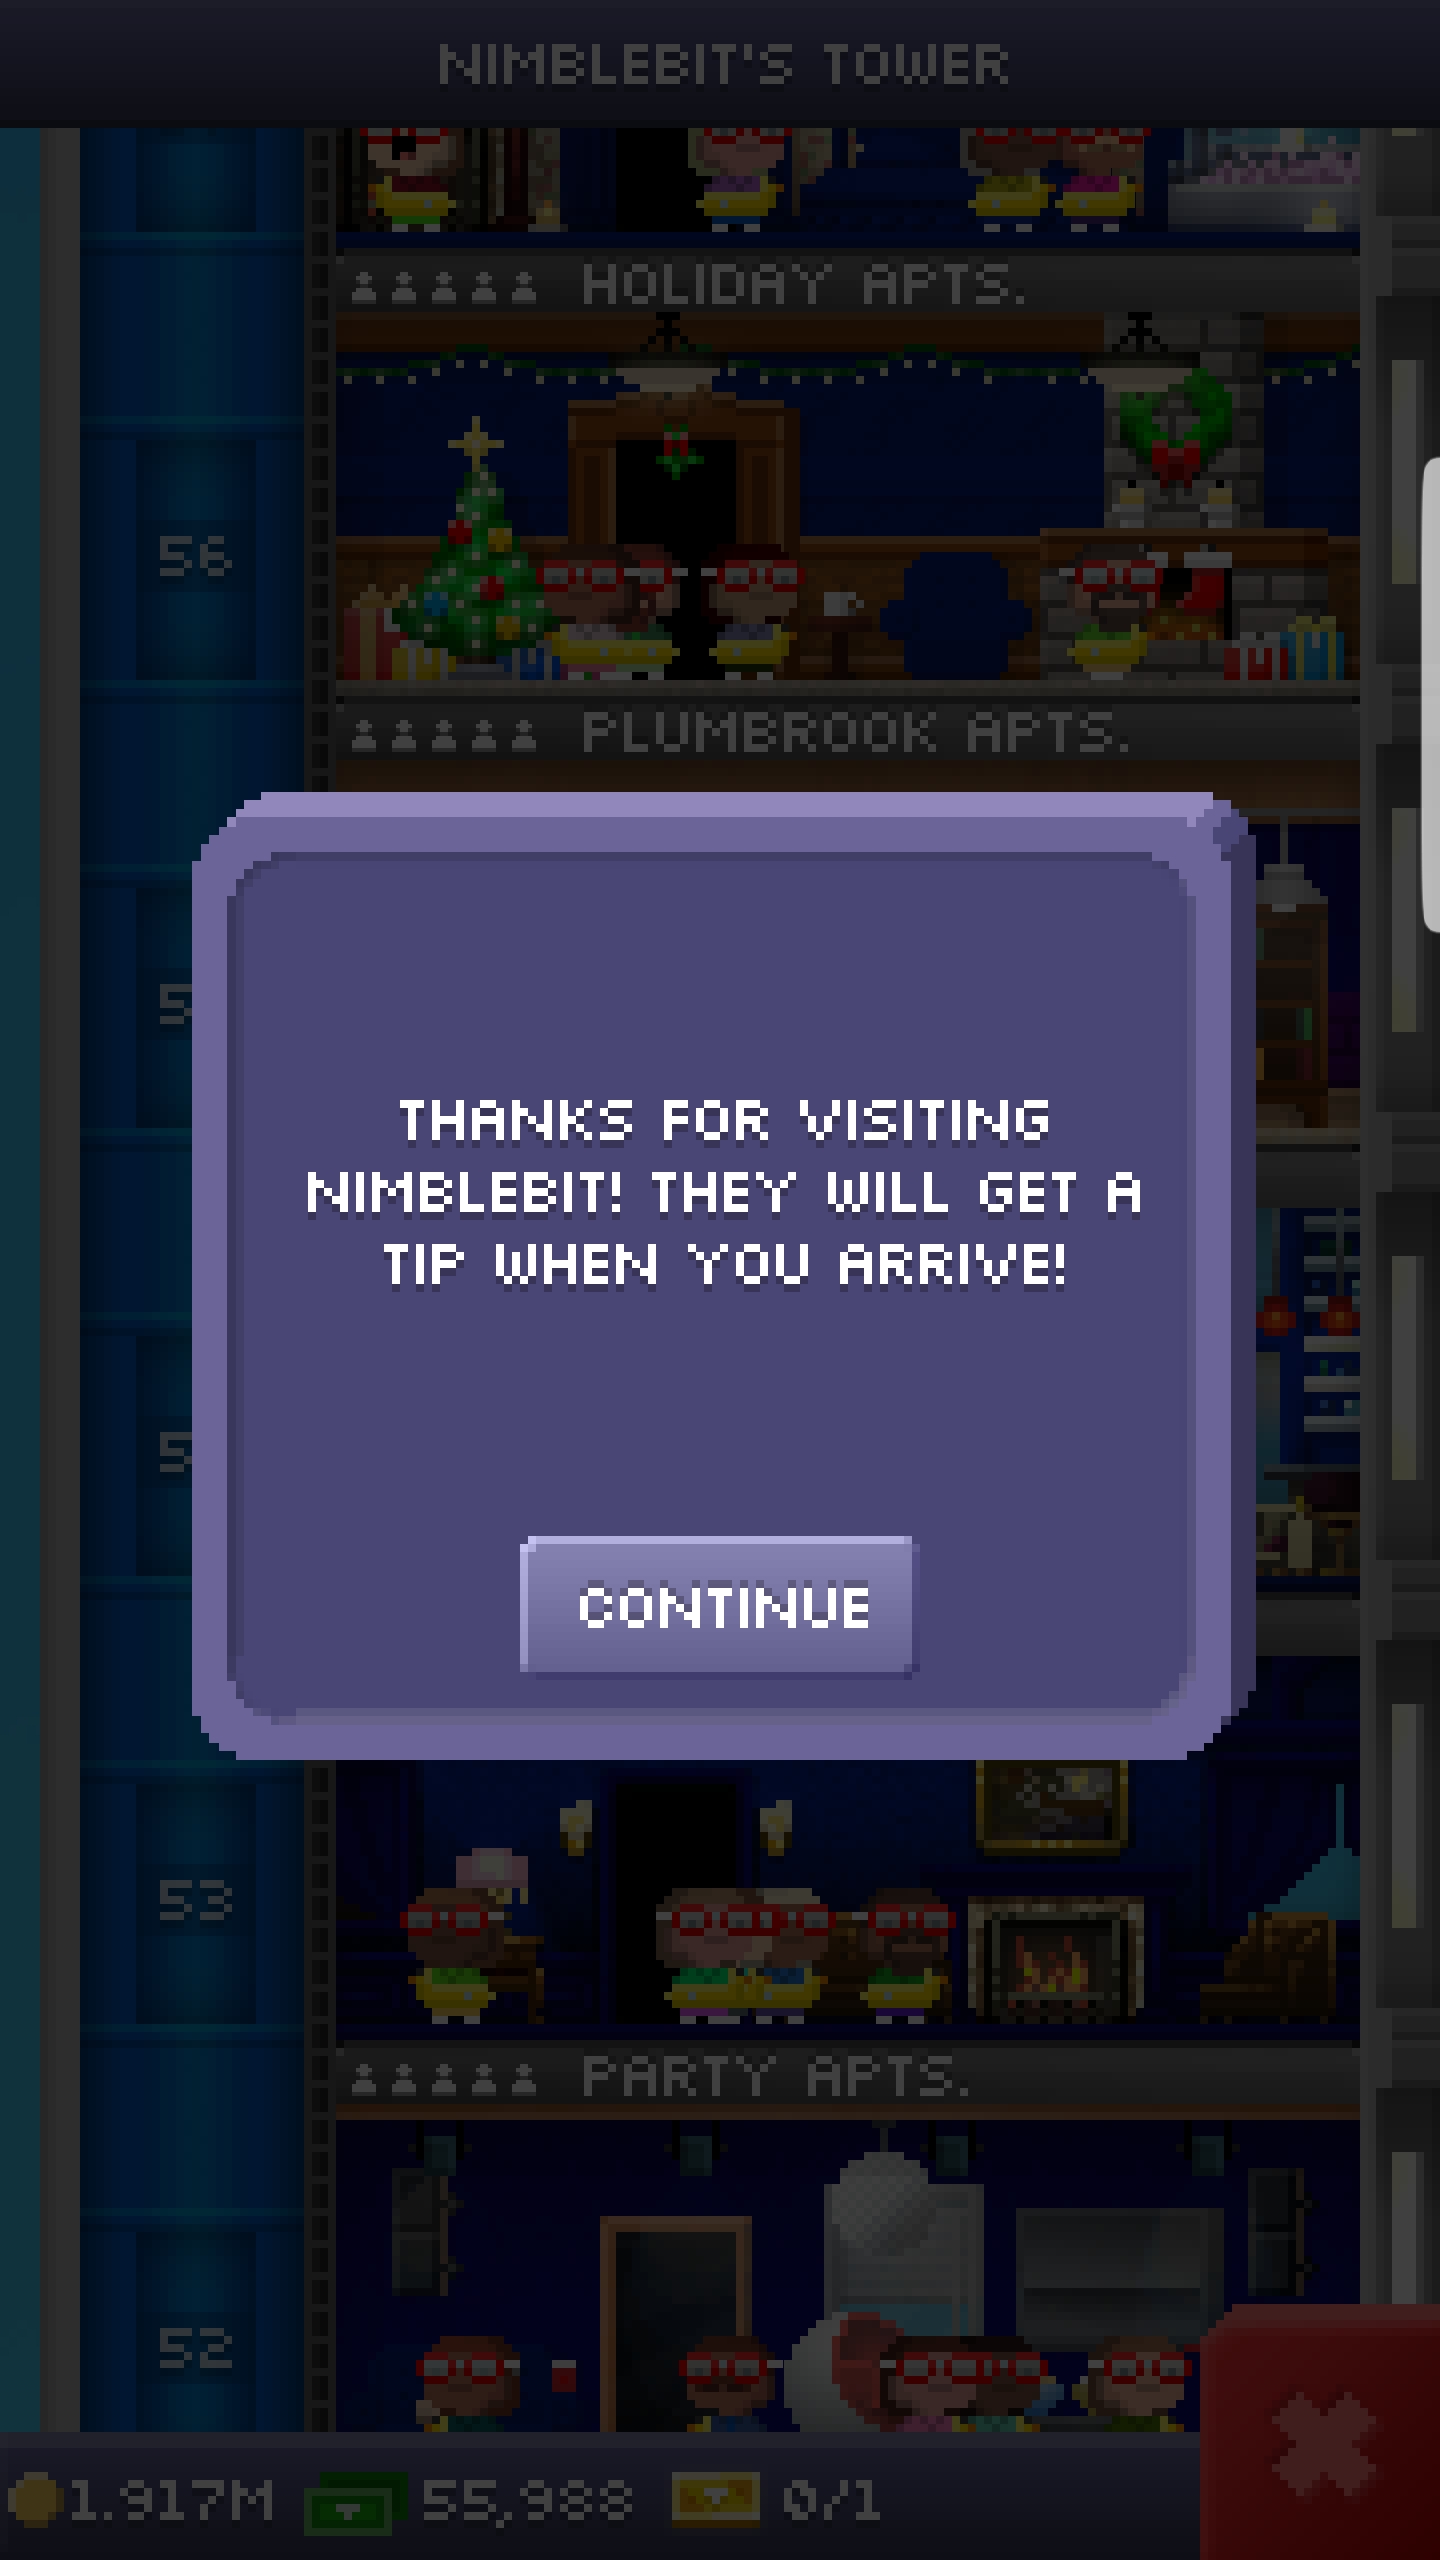 NIMBLEBIT'S TOWER
HOLIDAY APTS.
56
PLUMBROOK APTS.
THANKS FOR VISITING
NIMBLEBIT! THEY WILL GET A
TIP WHEN YOU ARRIVE!
CONTINUE
53
PARTY APTS.
52
1.917M 55,988 0/1